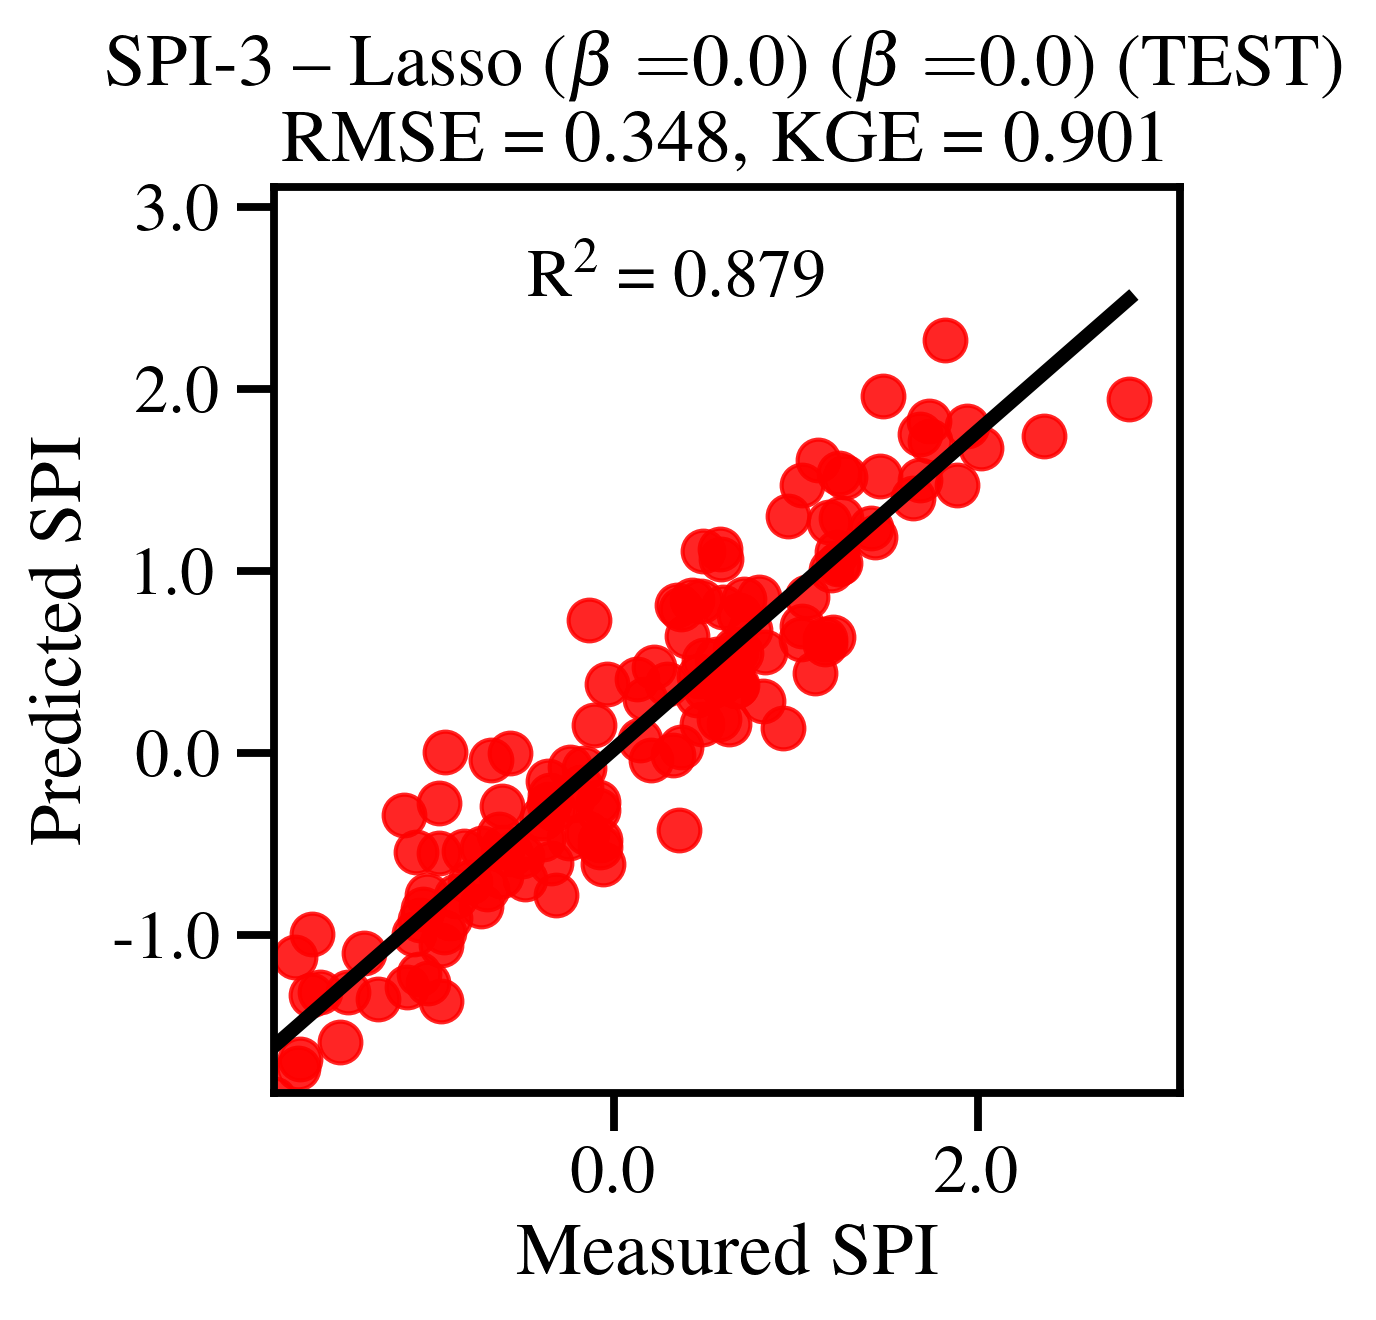 SPI-3 – Lasso (β =0.0) (β =0.0) (TEST)
RMSE = 0.348, KGE = 0.901
R² = 0.879
3.0
2.0
1.0
0.0
-1.0
Predicted SPI
0.0 2.0
Measured SPI